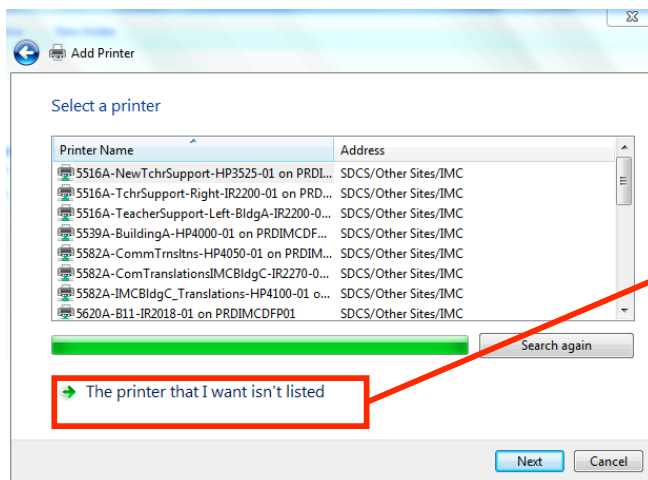 Add Printer
Select a printer
Printer Name Address
5516A-NewTchrSupport-HP3525-01 on PRDI... SDCS/Other Sites/IMC
5516A-TchrSupport-Right-IR2200-01 on PRD... SDCS/Other Sites/IMC
5516A-TeacherSupport-Left-BldgA-IR2200-0... SDCS/Other Sites/IMC
5539A-BuildingA-HP4000-01 on PRDIMCDF... SDCS/Other Sites/IMC
5582A-CommTrnsltns-HP4050-01 on PRDIM... SDCS/Other Sites/IMC
5582A-ComTranslationsIMCBldgC-IR2270-0... SDCS/Other Sites/IMC
5582A-IMCBldgC_Translations-HP4100-01 o... SDCS/Other Sites/IMC
5620A-B11-IR2018-01 on PRDIMCDFP01 SDCS/Other Sites/IMC
Search again
The printer that I want isn't listed
Next Cancel